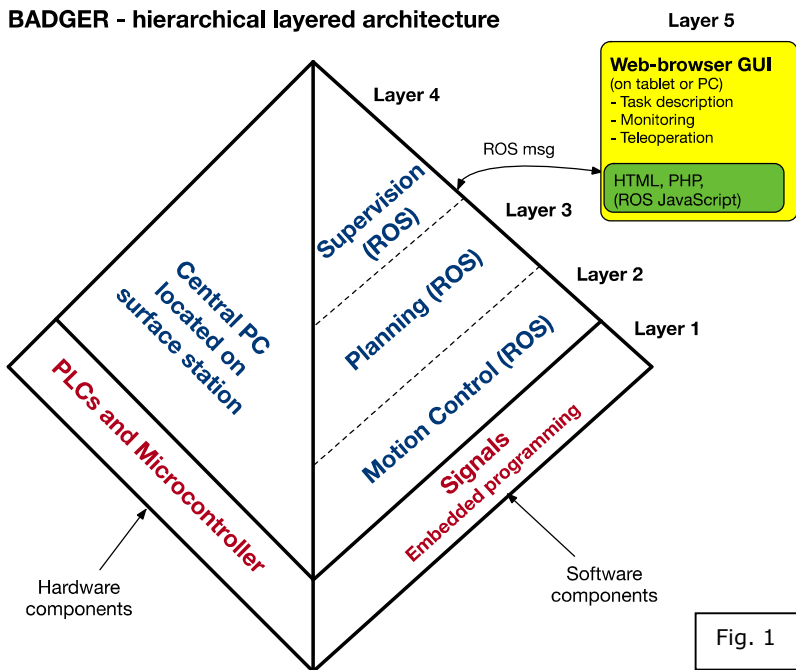 BADGER - hierarchical layered architecture
Layer 5
Web-browser GUI
(on tablet or PC)
- Task description
- Monitoring
- Teleoperation
HTML, PHP,
(ROS JavaScript)
ROS msg
Layer 4
Layer 3
Layer 2
Layer 1
Supervision
(ROS)
Planning (ROS)
Motion Control (ROS)
Signals
Embedded programming
Central PC
located on
surface station
PLCs and Microcontroller
Hardware
components
Software
components
Fig. 1